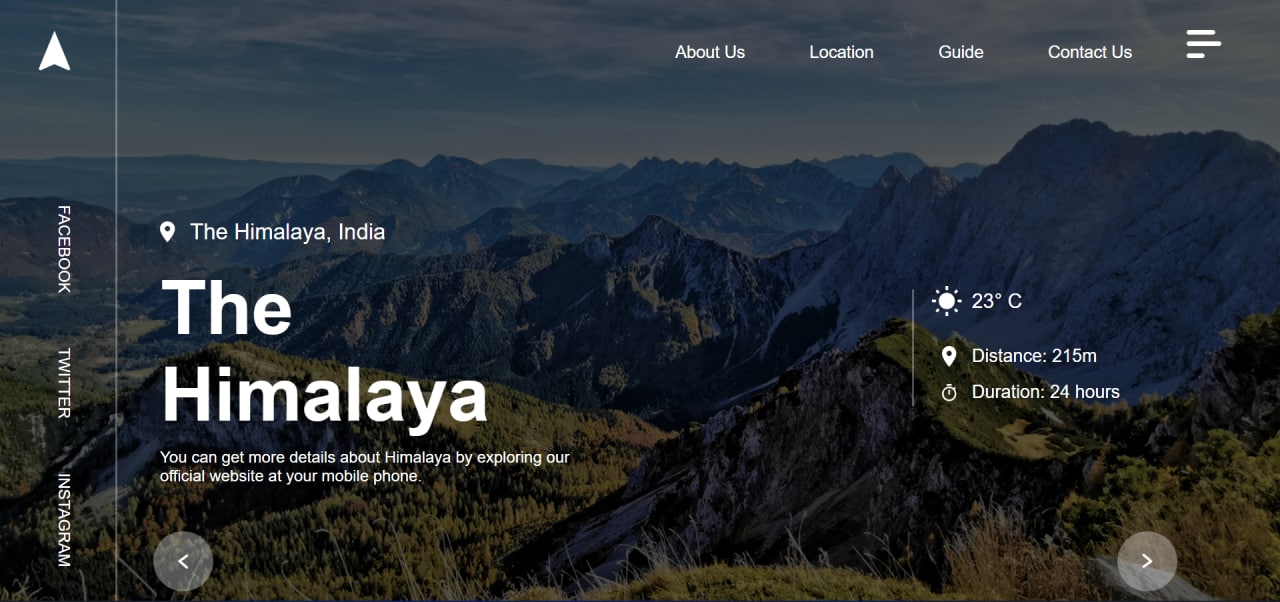 About Us
Location
Guide
Contact Us
FACEBOOK
TWITTER
INSTAGRAM
The Himalaya, India
The
Himalaya
You can get more details about Himalaya by exploring our
official website at your mobile phone.
23° C
Distance: 215m
Duration: 24 hours